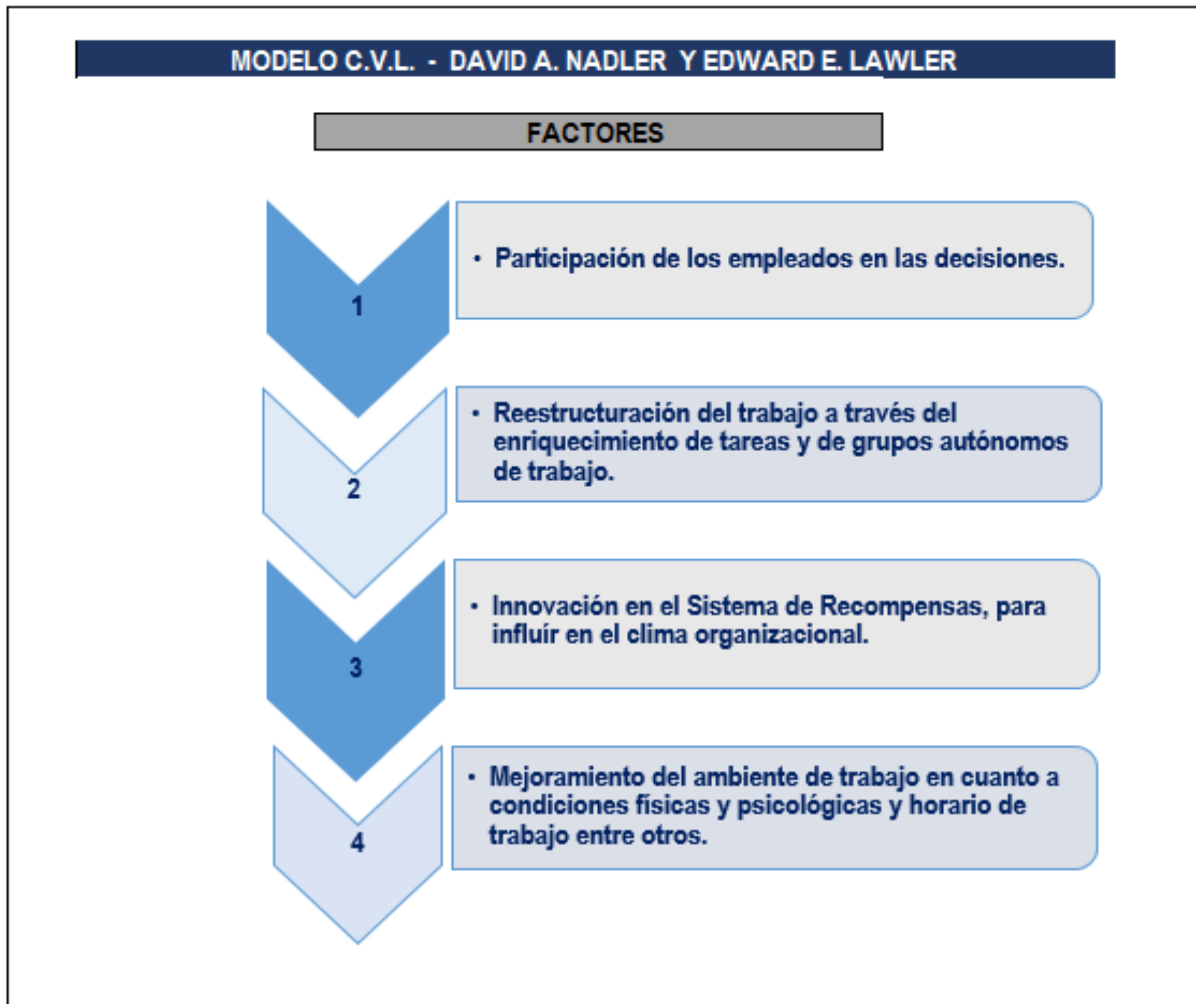 MODELO C.V.L. - DAVID A. NADLER Y EDWARD E. LAWLER
FACTORES
1
• Participación de los empleados en las decisiones.
2
• Reestructuración del trabajo a través del
enriquecimiento de tareas y de grupos autónomos
de trabajo.
3
• Innovación en el Sistema de Recompensas, para
influír en el clima organizacional.
4
• Mejoramiento del ambiente de trabajo en cuanto a
condiciones físicas y psicológicas y horario de
trabajo entre otros.